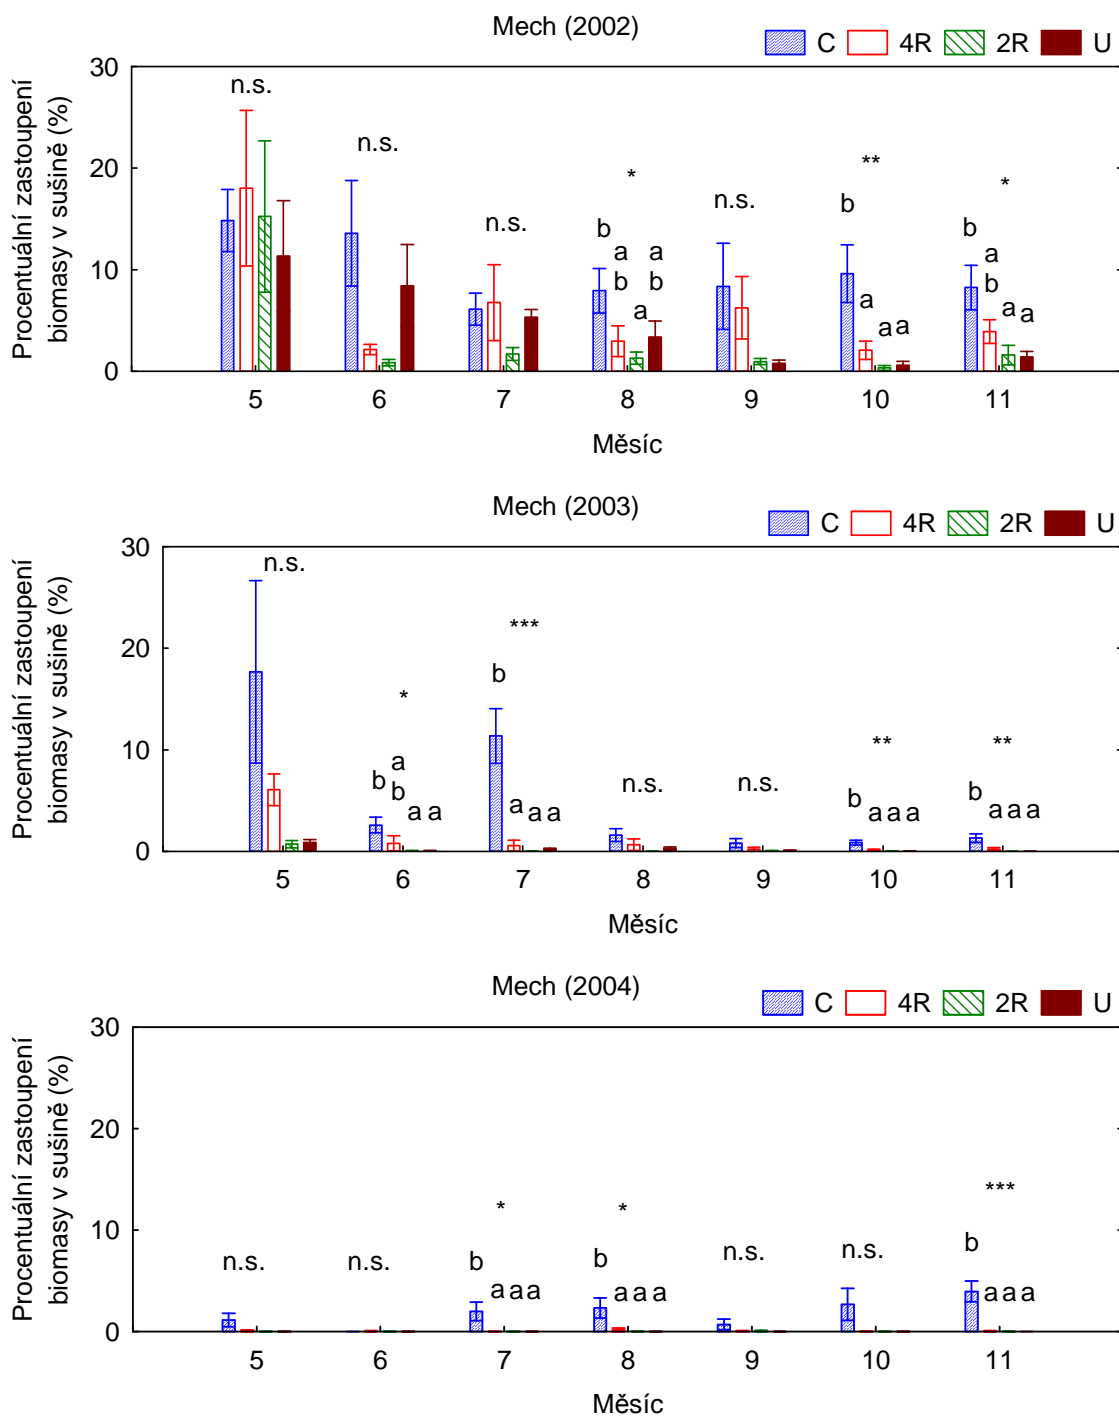 Mech (2002)
C 4R 2R U
Procentuální zastoupení
biomasy v sušině (%)
30
20
10
0
n.s.
n.s.
n.s.
*
b
a
b
a
a
b
n.s.
**
b
a
a a
*
b
a
b
a
a
5 6 7 8 9 10 11
Měsíc
Mech (2003)
C 4R 2R U
Procentuální zastoupení
biomasy v sušině (%)
30
20
10
0
n.s.
*
b
a
b
a a
***
b
a
a a
n.s.
n.s.
**
b
a a a
**
b
a a a
5 6 7 8 9 10 11
Měsíc
Mech (2004)
C 4R 2R U
Procentuální zastoupení
biomasy v sušině (%)
30
20
10
0
n.s.
n.s.
*
b
a a a
*
b
a a a
n.s.
n.s.
***
b
a a a
5 6 7 8 9 10 11
Měsíc